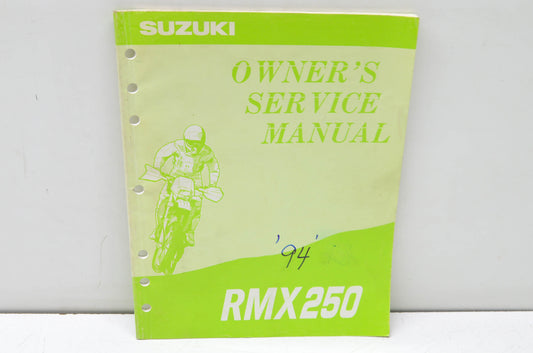 SUZUKI
OWNER'S
SERVICE
MANUAL
'94'
RMX250